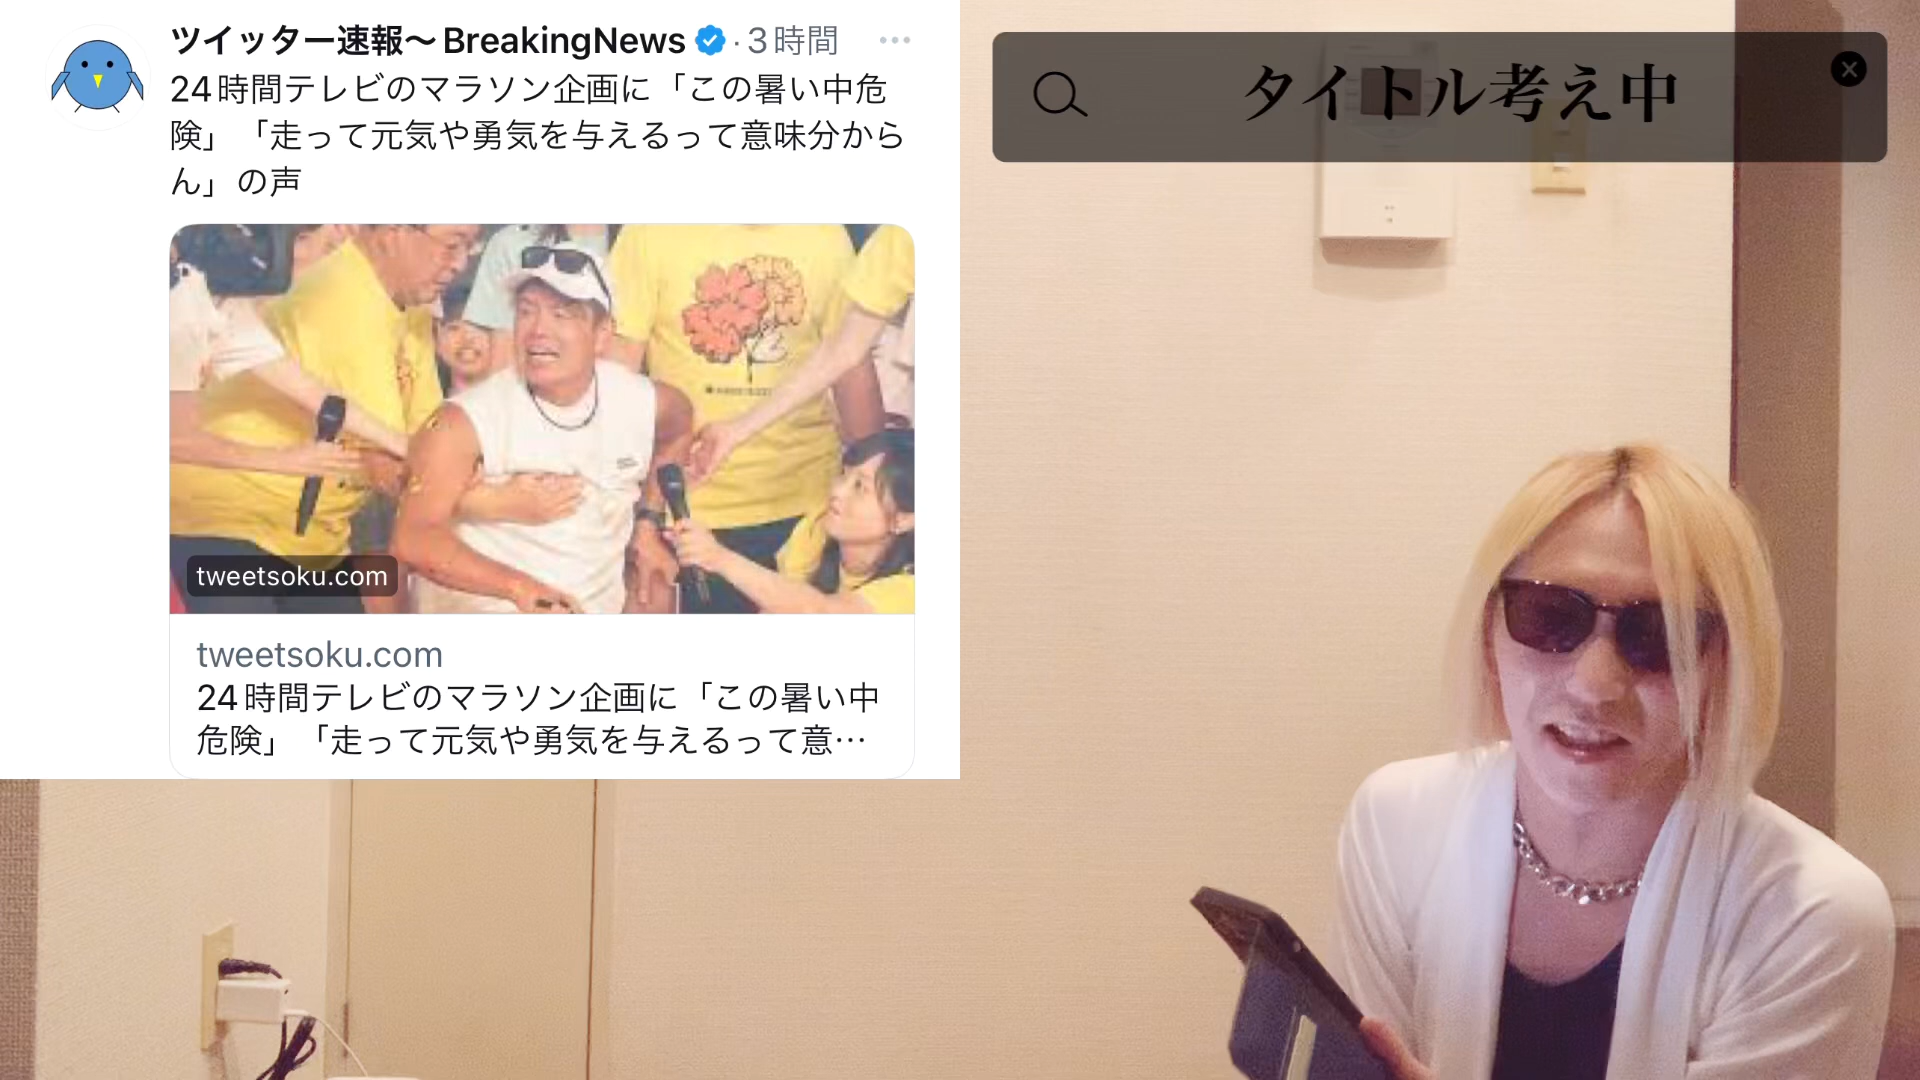 ツイッター速報〜BreakingNews · 3時間
24時間テレビのマラソン企画に「この暑い中危
険」「走って元気や勇気を与えるって意味分から
ん」の声
tweetsoku.com
tweetsoku.com
24時間テレビのマラソン企画に「この暑い中
危険」「走って元気や勇気を与えるって意…
タイトル考え中